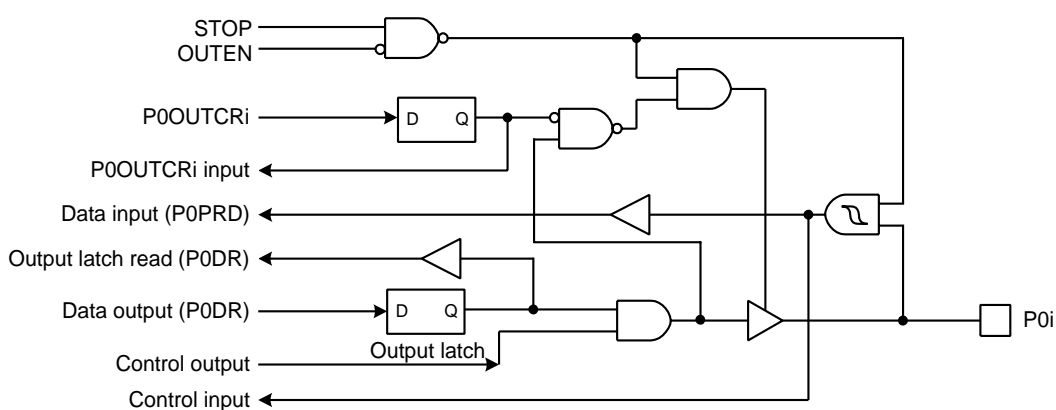 STOP
OUTEN
P0OUTCRi
D Q
P0OUTCRi input
Data input (P0PRD)
Output latch read (P0DR)
Data output (P0DR)
D Q
P0i
Output latch
Control output
Control input